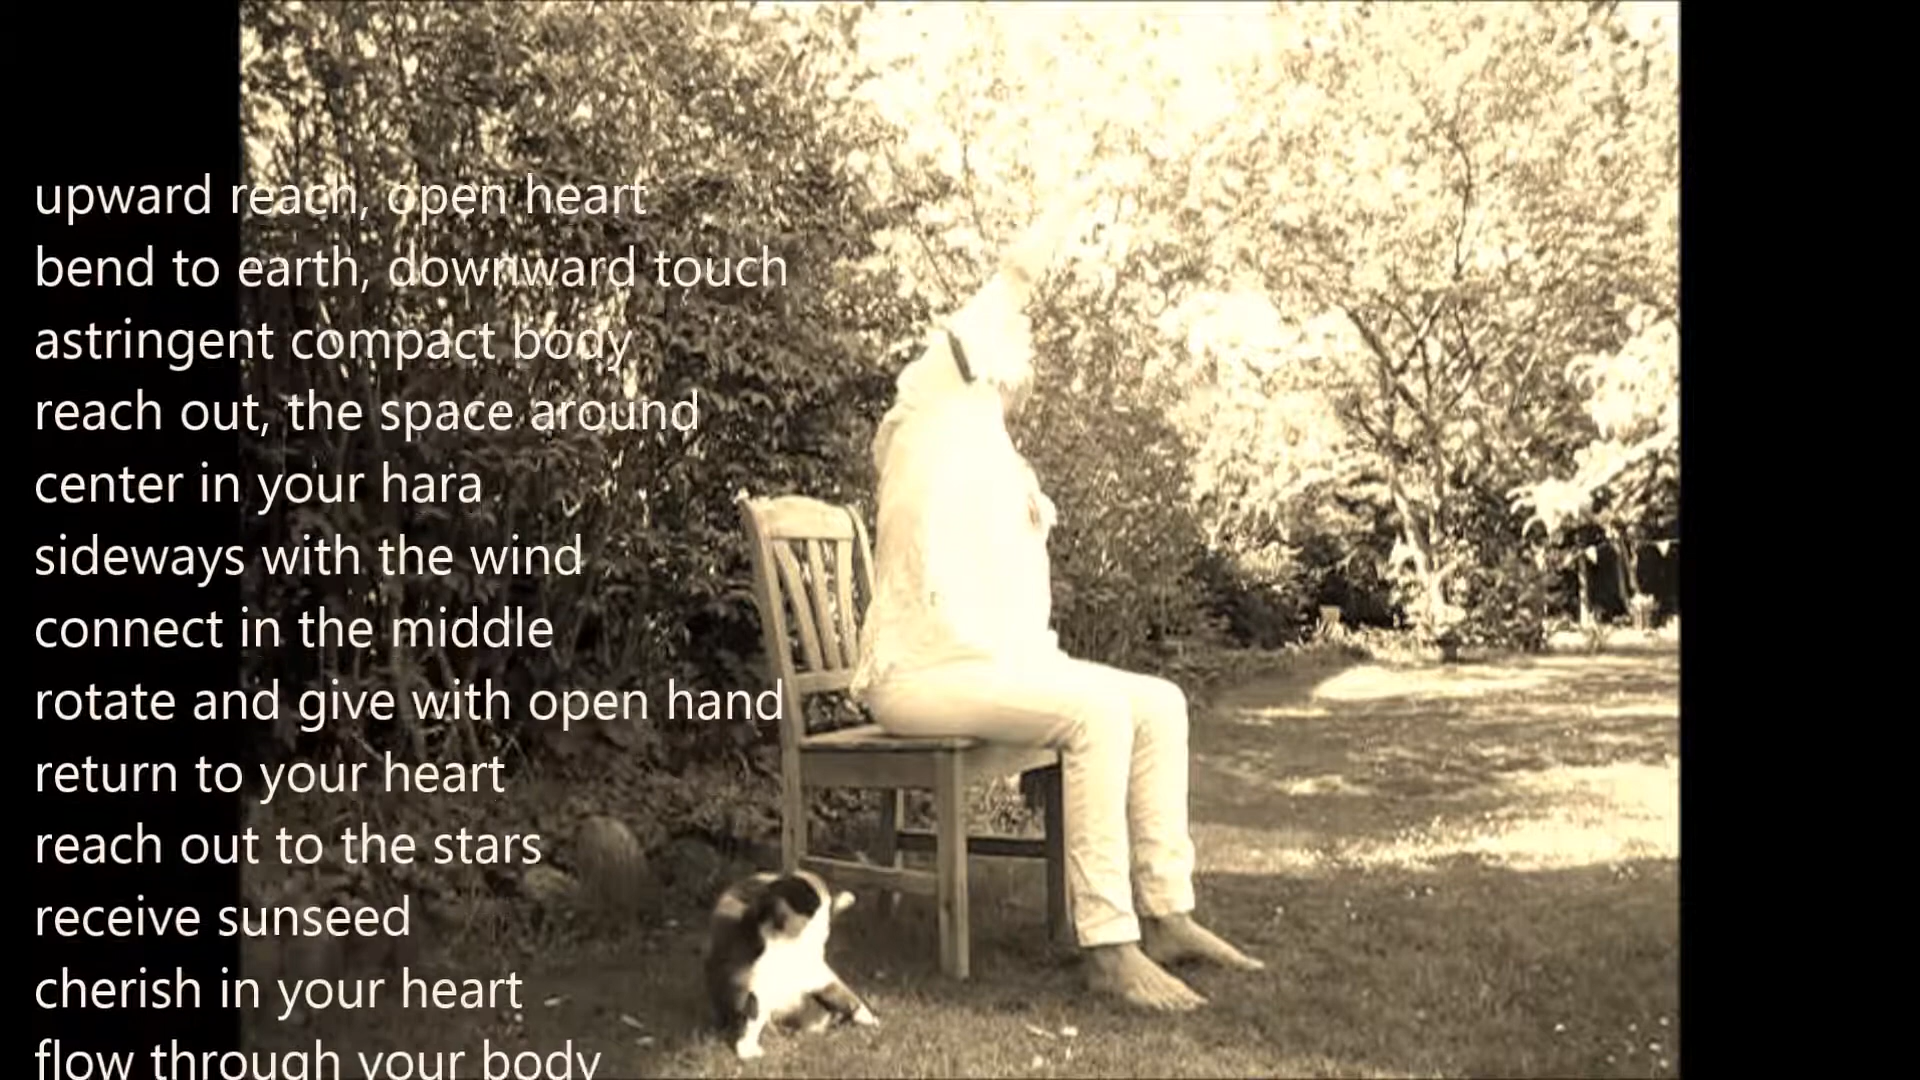 upward reach, open heart
bend to earth, downward touch
astringent compact body
reach out, the space around
center in your hara
sideways with the wind
connect in the middle
rotate and give with open hand
return to your heart
reach out to the stars
receive sunseed
cherish in your heart
flow through your body